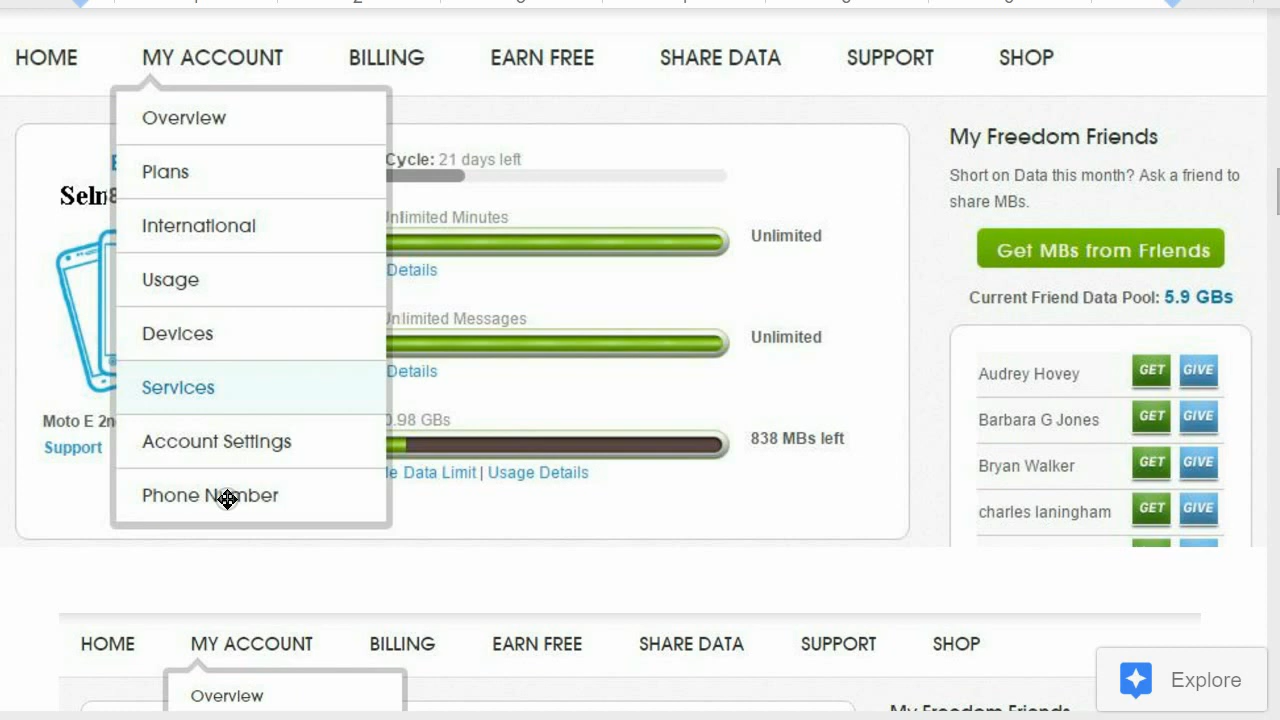 HOME MY ACCOUNT BILLING EARN FREE SHARE DATA SUPPORT SHOP
Overview
Plans
International
Usage
Devices
Services
Account Settings
Phone Number
Seln
Moto E 2n
Support
Cycle: 21 days left
Unlimited Minutes
Unlimited
Details
Unlimited Messages
Unlimited
Details
0.98 GBs
838 MBs left
Data Limit | Usage Details
My Freedom Friends
Short on Data this month? Ask a friend to
share MBs.
Get MBs from Friends
Current Friend Data Pool: 5.9 GBs
Audrey Hovey GET GIVE
Barbara G Jones GET GIVE
Bryan Walker GET GIVE
charles laningham GET GIVE
HOME MY ACCOUNT BILLING EARN FREE SHARE DATA SUPPORT SHOP
Overview
My Freedom Friends
Explore